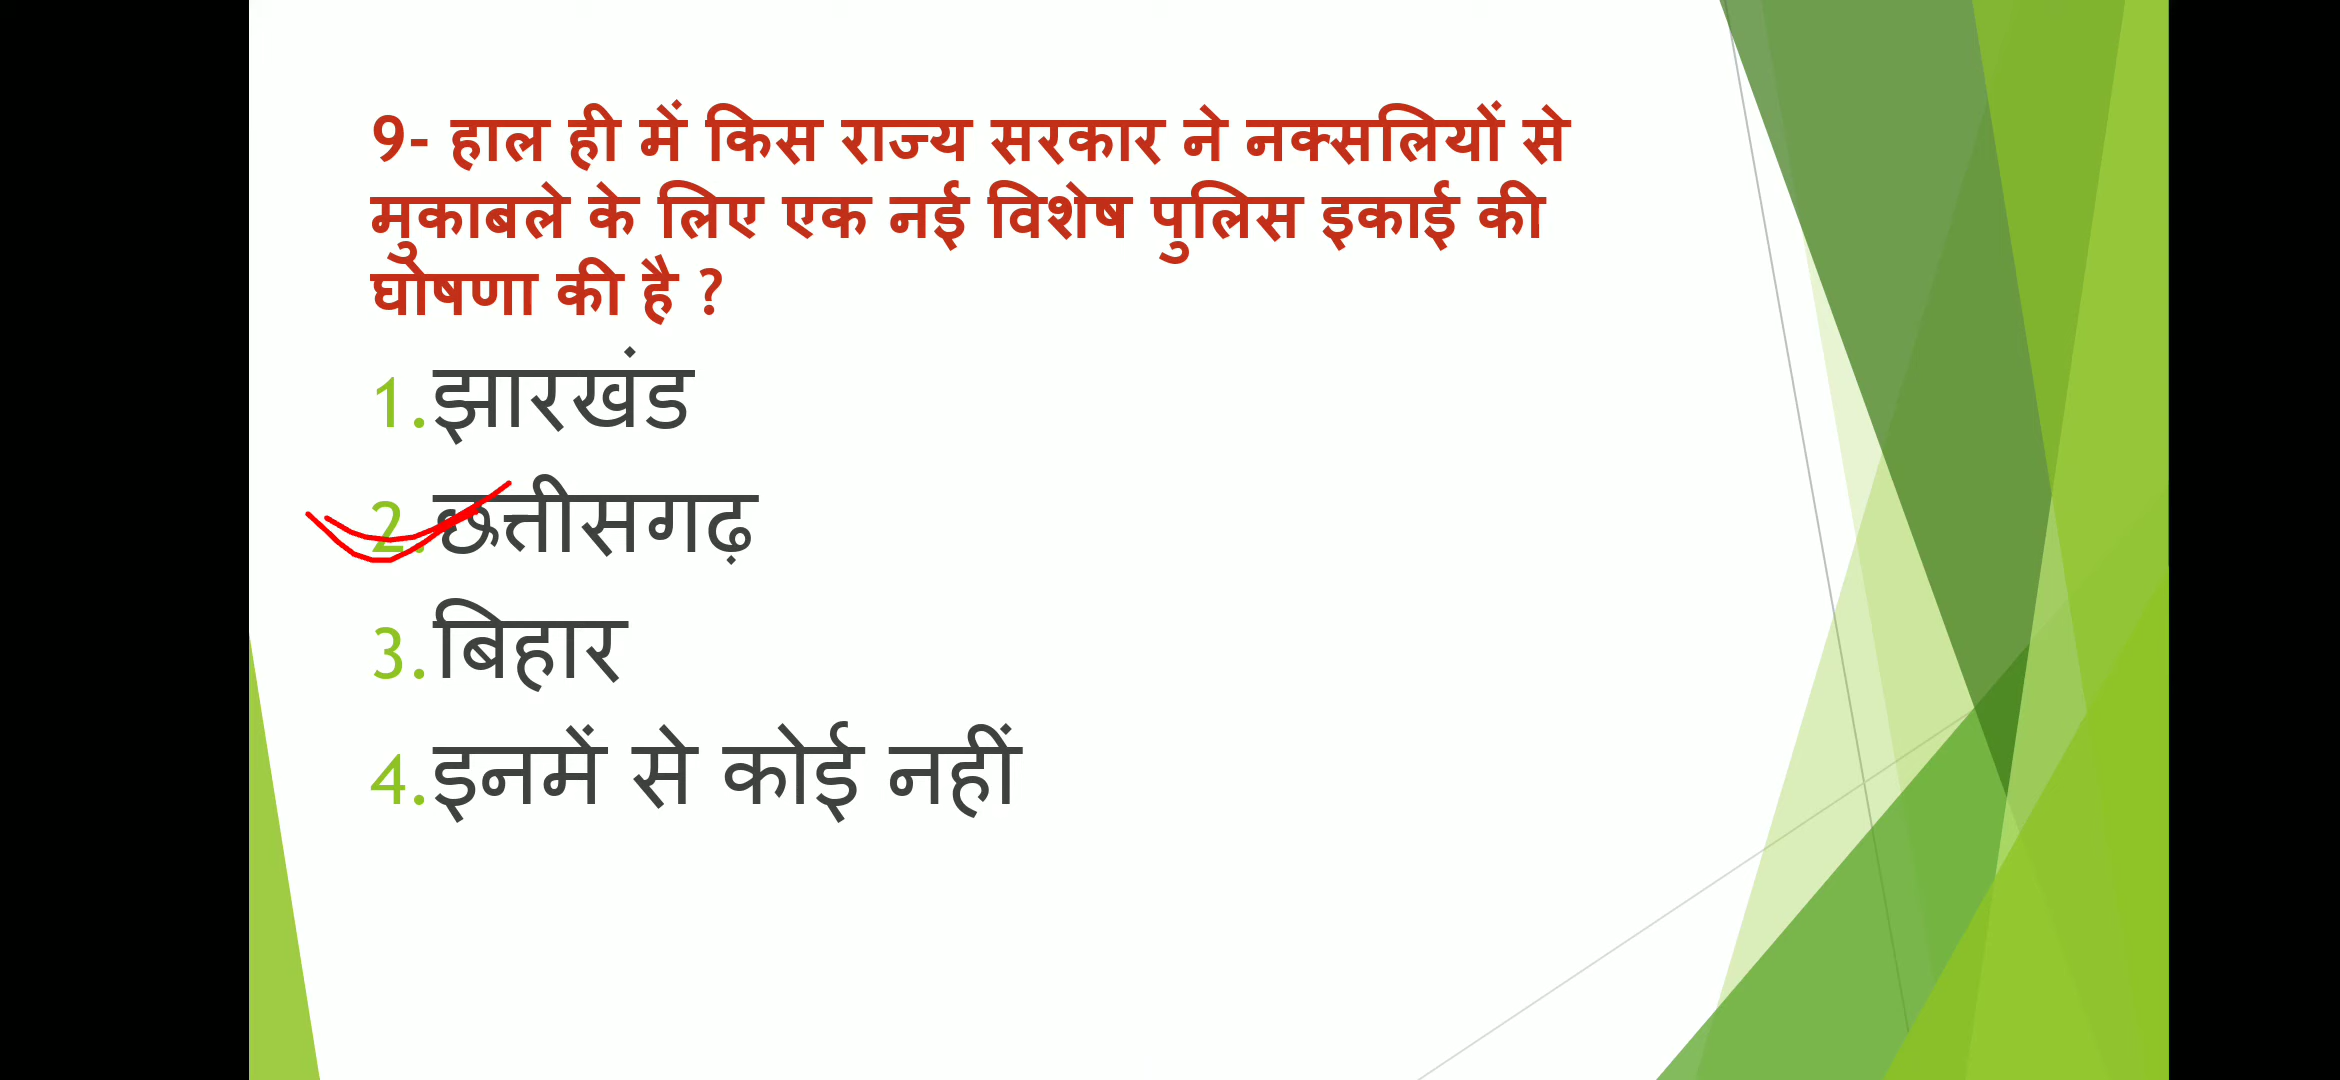 9- हाल ही में किस राज्य सरकार ने नक्सलियों से
मुकाबले के लिए एक नई विशेष पुलिस इकाई की
घोषणा की है ?
1.झारखंड
2.छत्तीसगढ़
3.बिहार
4.इनमें से कोई नहीं